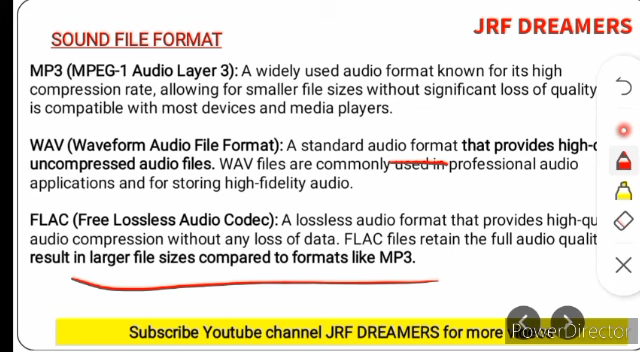 JRF DREAMERS
SOUND FILE FORMAT
MP3 (MPEG-1 Audio Layer 3): A widely used audio format known for its high
compression rate, allowing for smaller file sizes without significant loss of quality
is compatible with most devices and media players.
WAV (Waveform Audio File Format): A standard audio format that provides high-
uncompressed audio files. WAV files are commonly used in professional audio
applications and for storing high-fidelity audio.
FLAC (Free Lossless Audio Codec): A lossless audio format that provides high-qu
audio compression without any loss of data. FLAC files retain the full audio qualit
result in larger file sizes compared to formats like MP3.
Subscribe Youtube channel JRF DREAMERS for more
PowerDirector